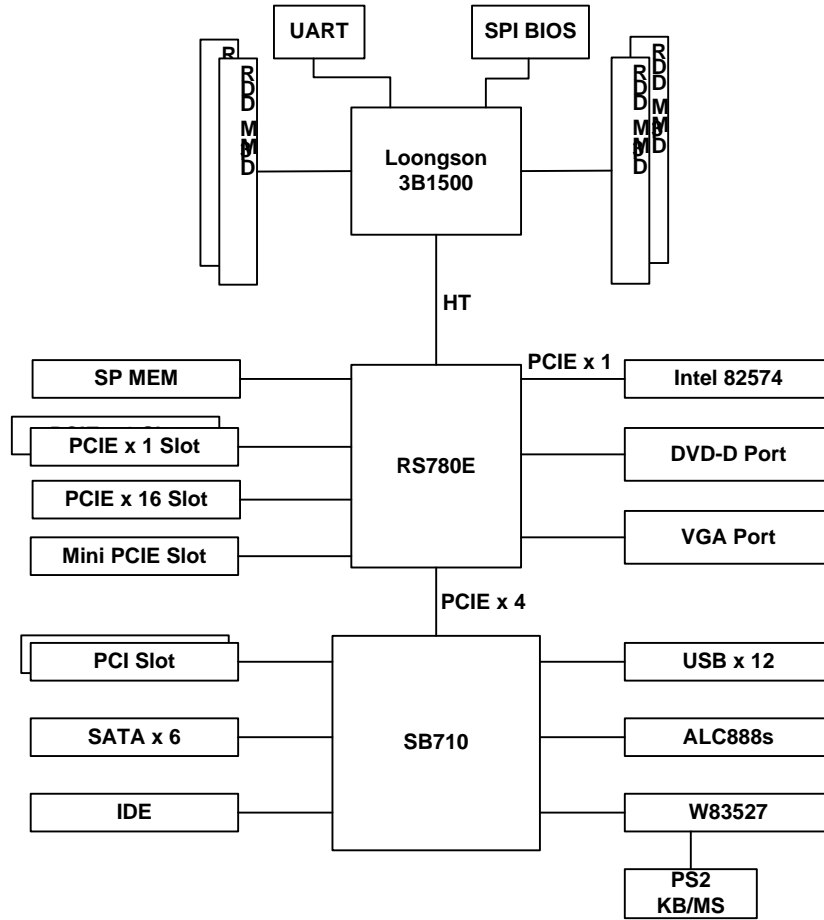 UART
SPI BIOS
Loongson
3B1500
HT
SP MEM
PCIE x 1
Intel 82574
PCIE x 1 Slot
RS780E
DVD-D Port
PCIE x 16 Slot
VGA Port
Mini PCIE Slot
PCIE x 4
PCI Slot
USB x 12
SATA x 6
SB710
ALC888s
IDE
W83527
PS2
KB/MS